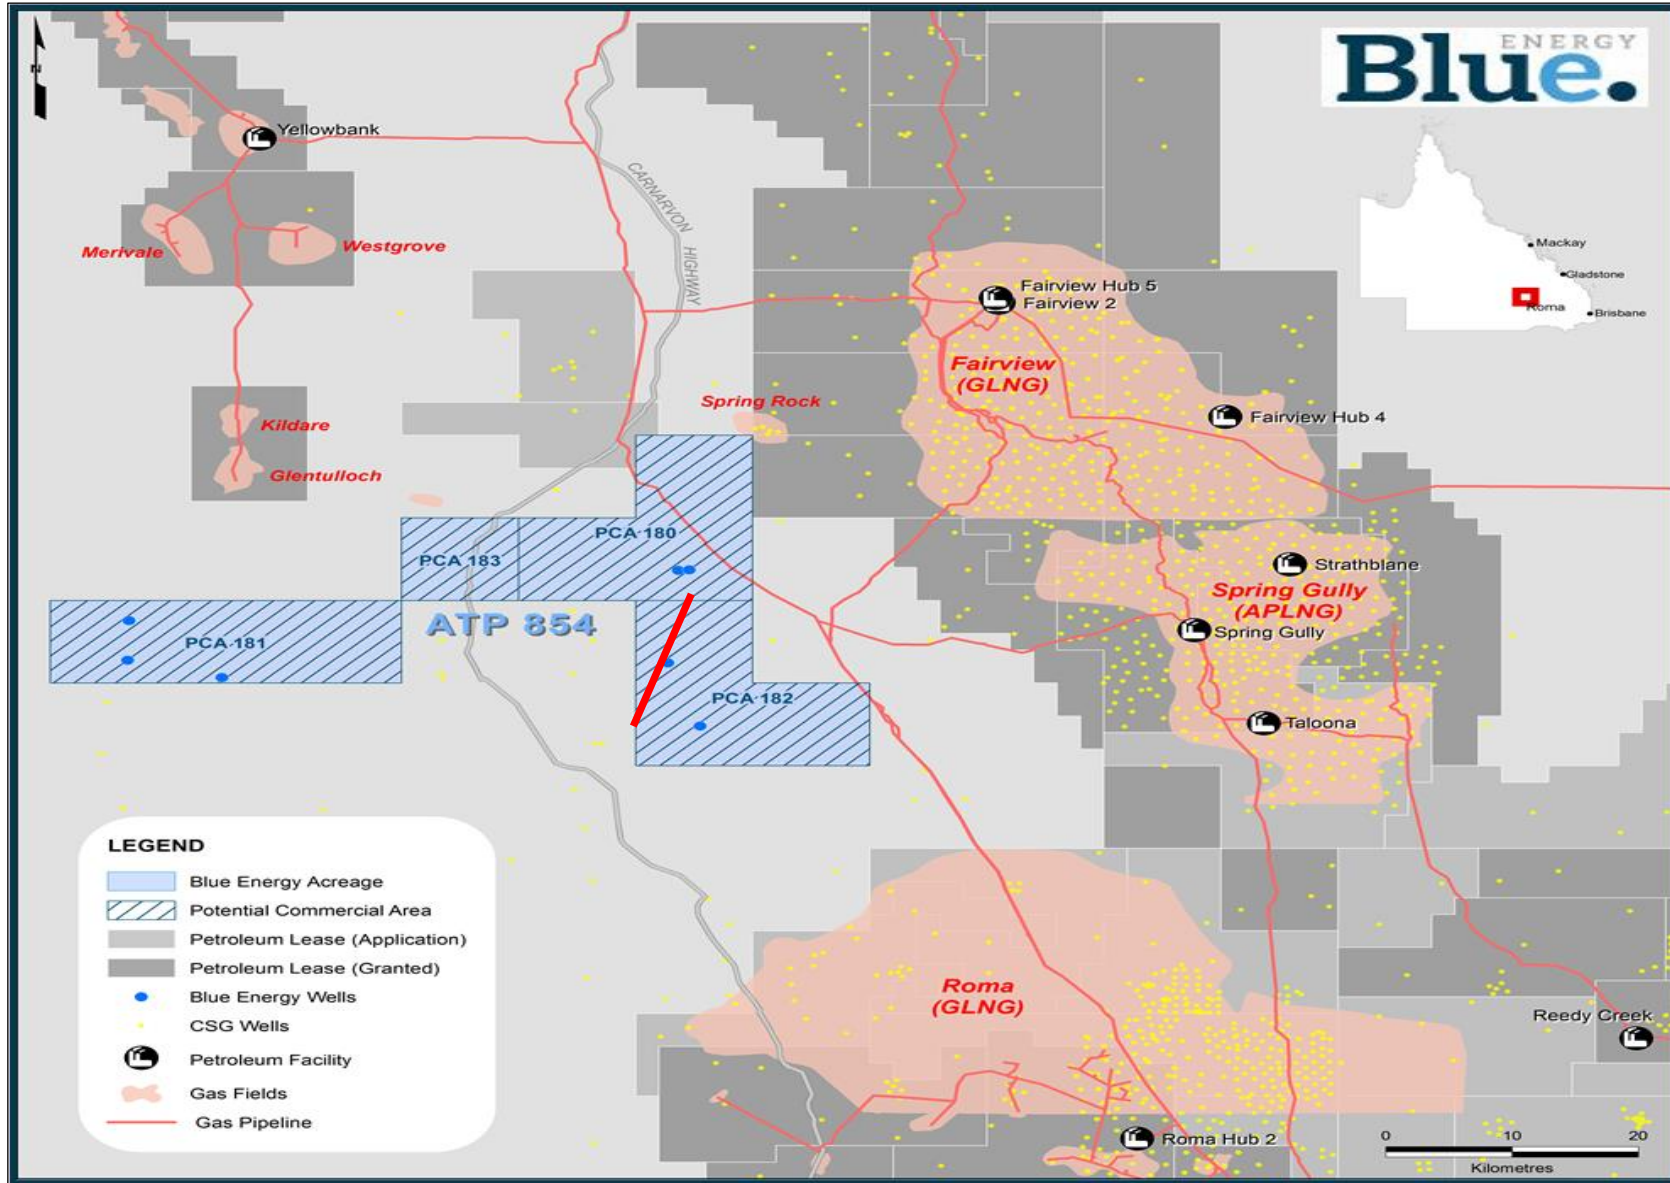 N
ENERGY
Blue.
Yellowbank
CARNARVON
HIGHWAY
Merivale
Westgrove
Mackay
Gladstone
Roma
Brisbane
Fairview Hub 5
Fairview 2
Fairview
(GLNG)
Spring Rock
Fairview Hub 4
Kildare
Glentulloch
PCA 180
PCA 183
Strathblane
Spring Gully
(APLNG)
ATP 854
Spring Gully
PCA 181
PCA 182
Taloona
LEGEND
Blue Energy Acreage
Potential Commercial Area
Petroleum Lease (Application)
Petroleum Lease (Granted)
Blue Energy Wells
CSG Wells
Petroleum Facility
Gas Fields
Gas Pipeline
Roma
(GLNG)
Reedy Creek
Roma Hub 2
0 10 20
Kilometres